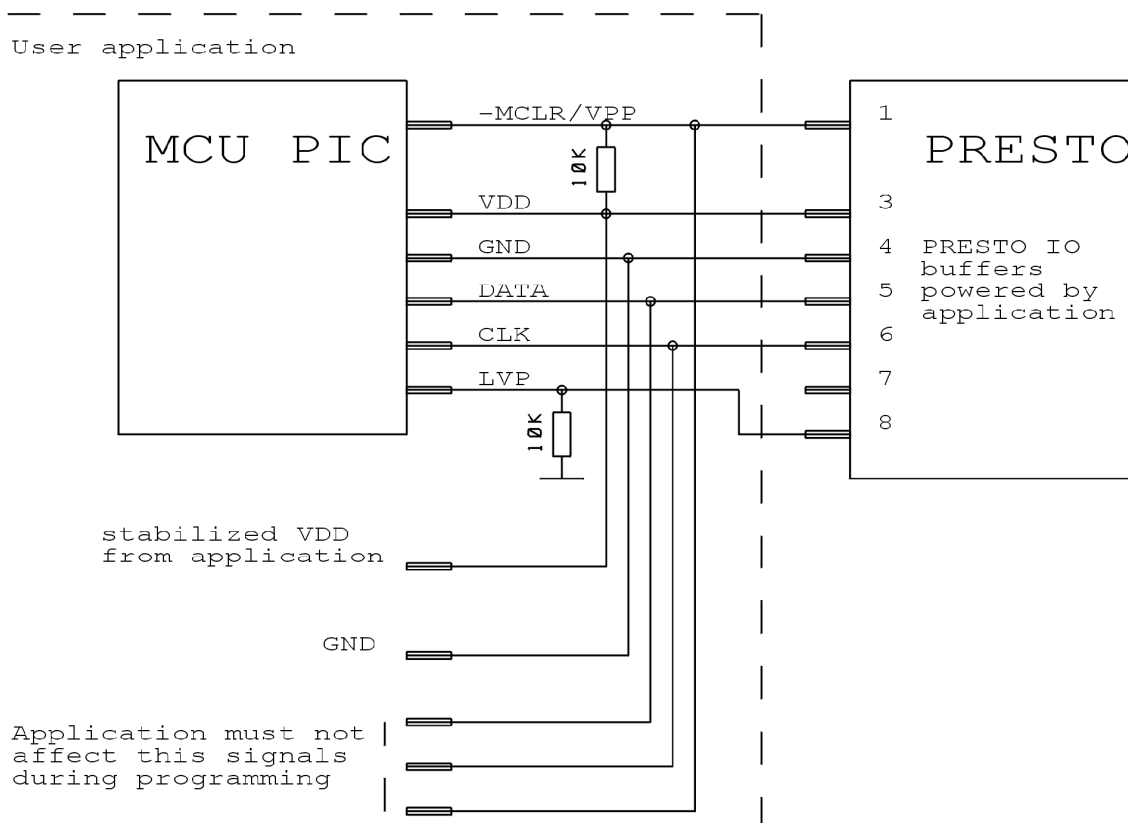 User application
MCU PIC
-MCLR/VPP
10K
VDD
GND
DATA
CLK
LVP
10K
1
3
4
5
6
7
8
PRESTO
PRESTO IO
buffers
powered by
application
stabilized VDD
from application
GND
Application must not
affect this signals
during programming